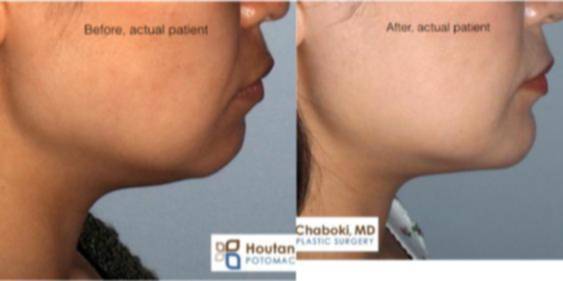 Before, actual patient
After, actual patient
Houtan
POTOMAC
Chaboki, MD
PLASTIC SURGERY